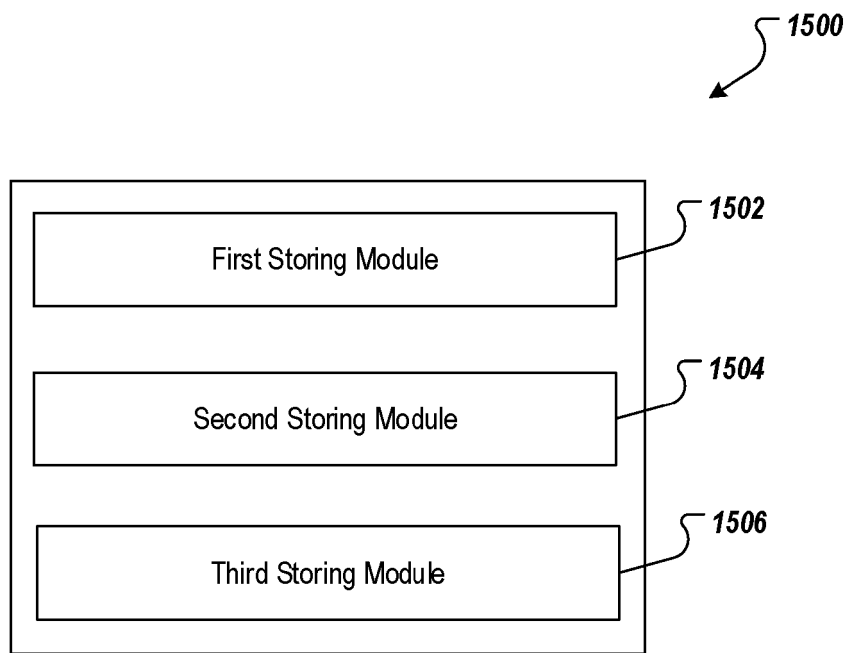 1500
1502
First Storing Module
1504
Second Storing Module
1506
Third Storing Module